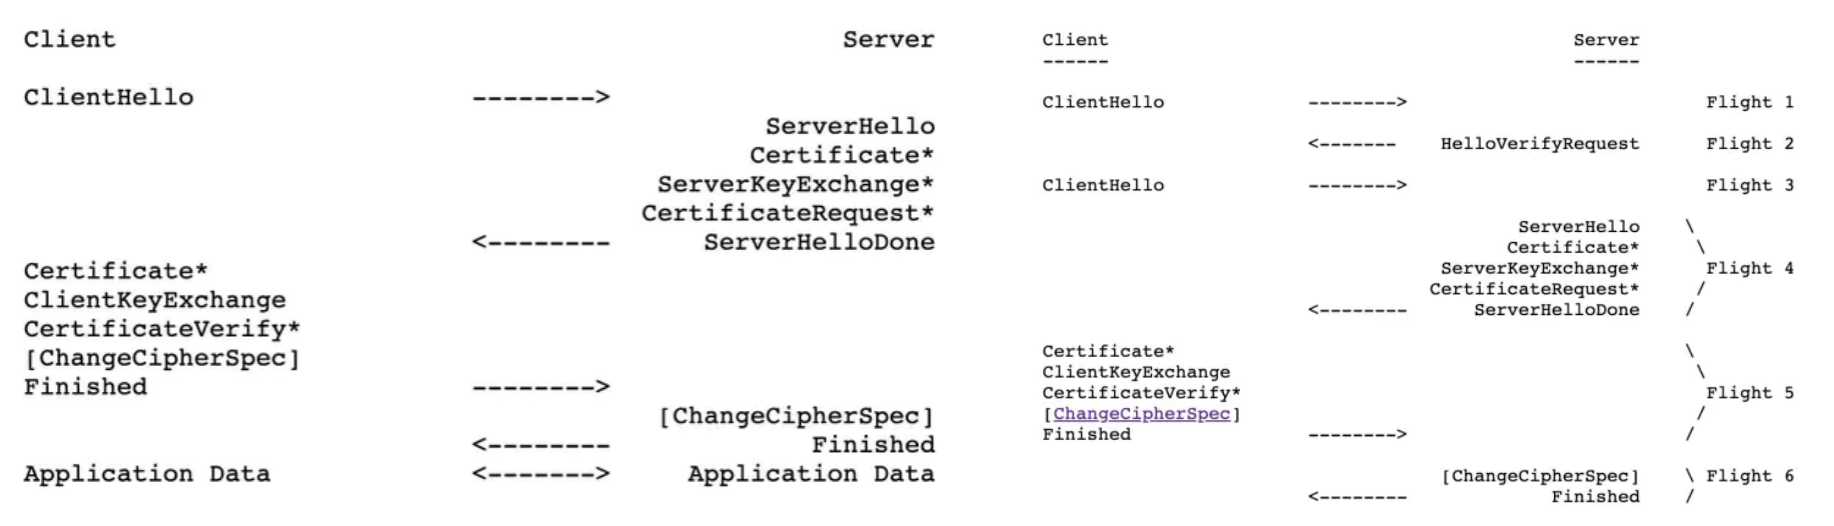 Client Server
ClientHello -------->
ServerHello
Certificate*
ServerKeyExchange*
CertificateRequest*
<-------- ServerHelloDone
Certificate*
ClientKeyExchange
CertificateVerify*
[ChangeCipherSpec]
Finished -------->
[ChangeCipherSpec]
<-------- Finished
Application Data <-------> Application Data
Client Server
------ ------
ClientHello --------> Flight 1
<------- HelloVerifyRequest Flight 2
ClientHello --------> Flight 3
ServerHello \
Certificate* \
ServerKeyExchange* Flight 4
CertificateRequest* /
<-------- ServerHelloDone /
Certificate* \
ClientKeyExchange \
CertificateVerify* Flight 5
[ChangeCipherSpec] /
Finished --------> /
[ChangeCipherSpec] \ Flight 6
<-------- Finished /